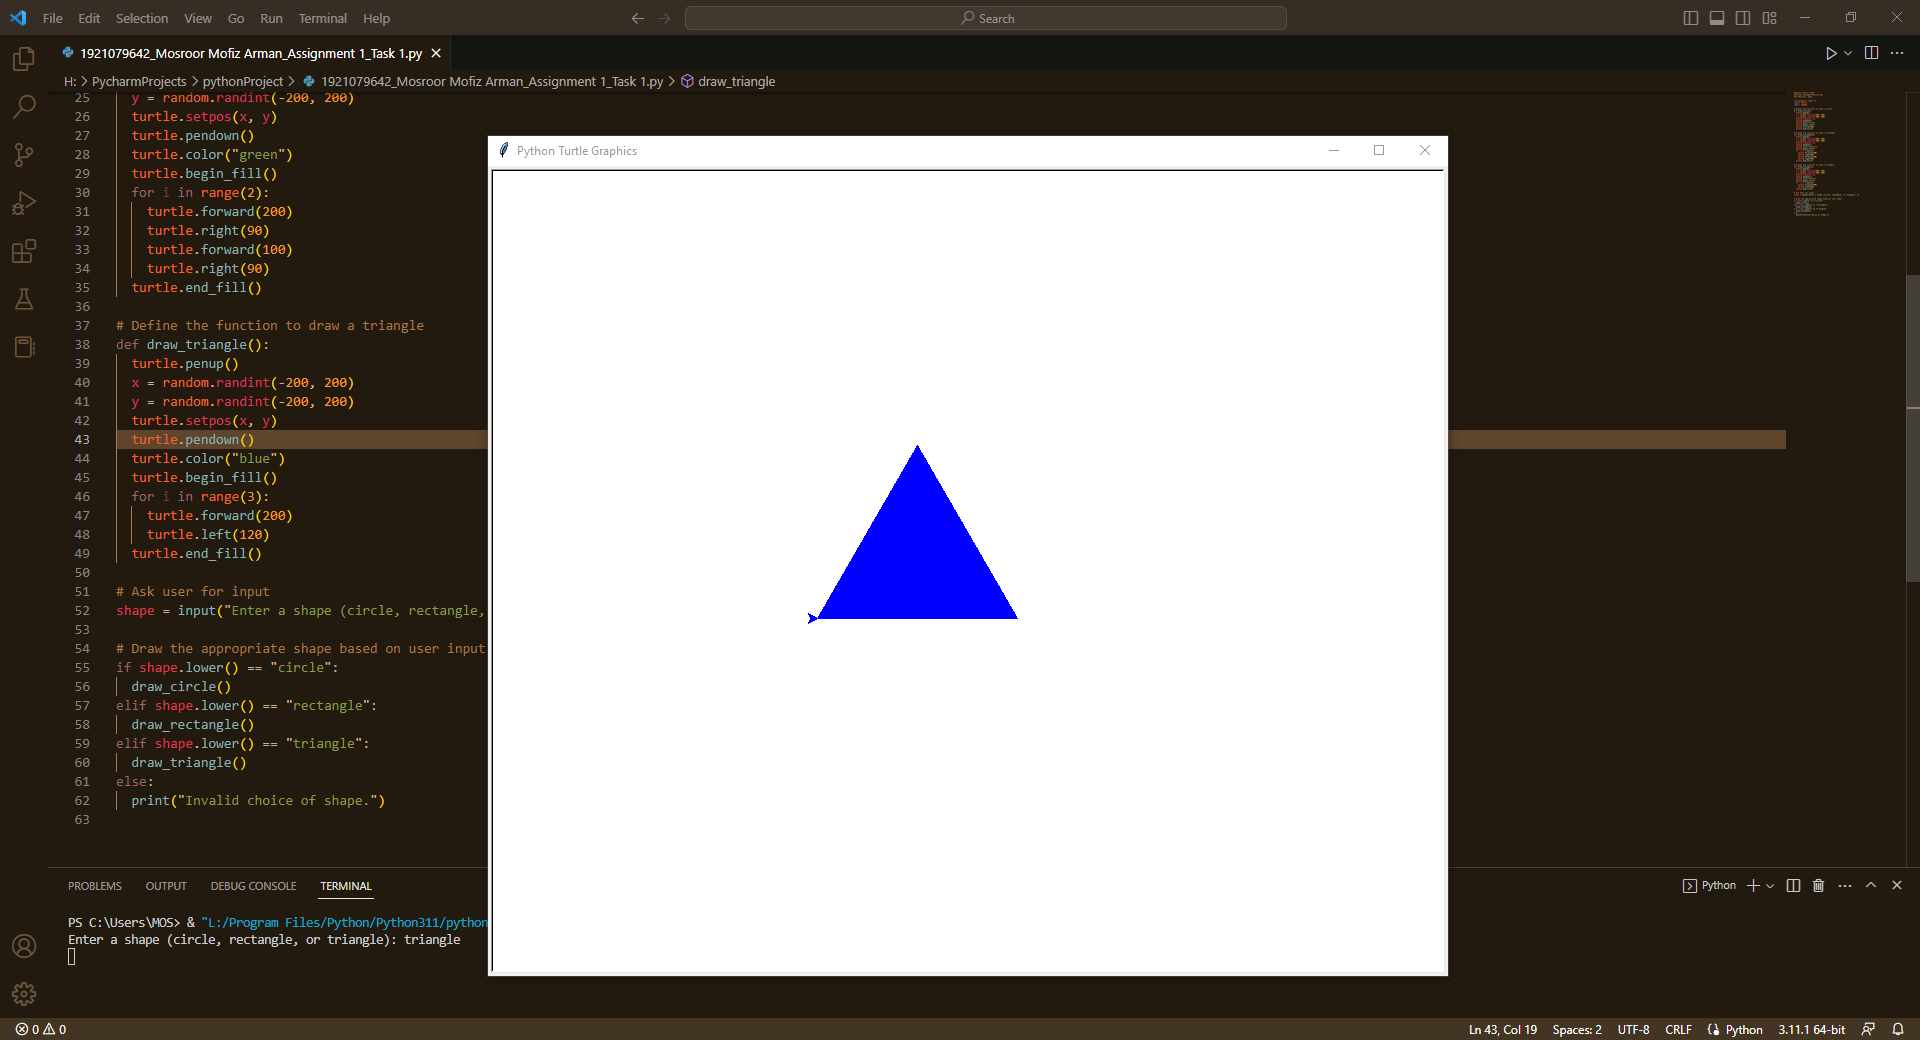 File Edit Selection View Go Run Terminal Help
Search
1921079642_Mosroor Mofiz Arman_Assignment 1_Task 1.py
H: > PycharmProjects > pythonProject > 1921079642_Mosroor Mofiz Arman_Assignment 1_Task 1.py > draw_triangle
25 y = random.randint(-200, 200)
26 turtle.setpos(x, y)
27 turtle.pendown()
28 turtle.color("green")
29 turtle.begin_fill()
30 for i in range(2):
31 turtle.forward(200)
32 turtle.right(90)
33 turtle.forward(100)
34 turtle.right(90)
35 turtle.end_fill()
36
37 # Define the function to draw a triangle
38 def draw_triangle():
39 turtle.penup()
40 x = random.randint(-200, 200)
41 y = random.randint(-200, 200)
42 turtle.setpos(x, y)
43 turtle.pendown()
44 turtle.color("blue")
45 turtle.begin_fill()
46 for i in range(3):
47 turtle.forward(200)
48 turtle.left(120)
49 turtle.end_fill()
50
51 # Ask user for input
52 shape = input("Enter a shape (circle, rectangle,
53
54 # Draw the appropriate shape based on user input
55 if shape.lower() == "circle":
56 draw_circle()
57 elif shape.lower() == "rectangle":
58 draw_rectangle()
59 elif shape.lower() == "triangle":
60 draw_triangle()
61 else:
62 print("Invalid choice of shape.")
63
Python Turtle Graphics
PROBLEMS OUTPUT DEBUG CONSOLE TERMINAL
Python
PS C:\Users\MOS> & "L:/Program Files/Python/Python311/python
Enter a shape (circle, rectangle, or triangle): triangle
0 0
Ln 43, Col 19 Spaces: 2 UTF-8 CRLF Python 3.11.1 64-bit